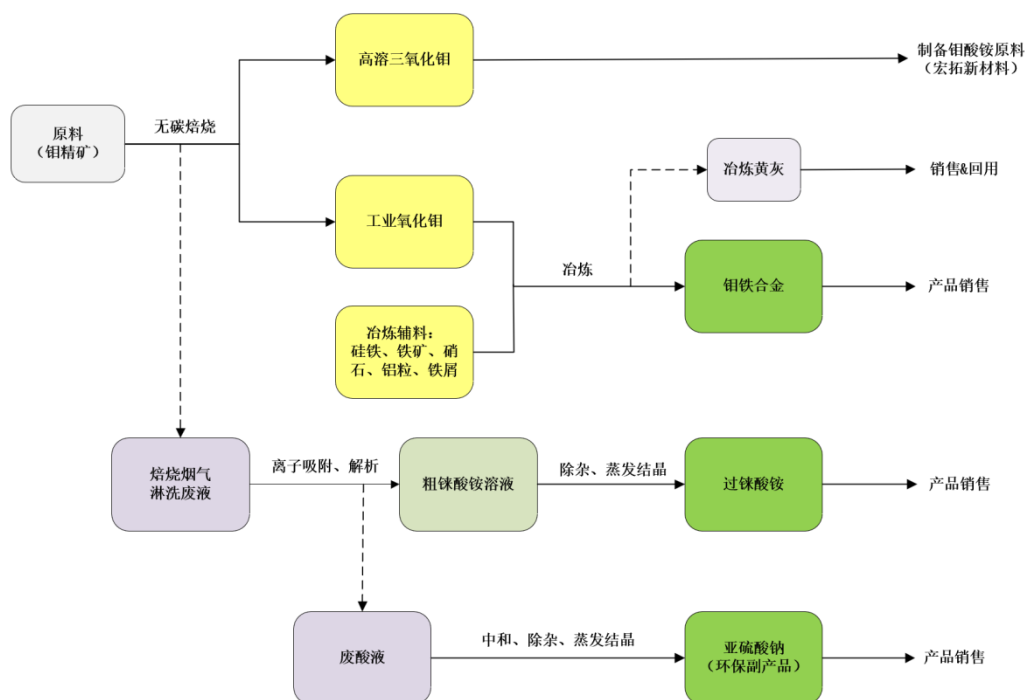 高溶三氧化钼
制备钼酸铵原料
（宏拓新材料）
原料
（钼精矿）
无碳焙烧
冶炼黄灰
销售&回用
工业氧化钼
冶炼
钼铁合金
产品销售
冶炼辅料：
硅铁、铁矿、硝
石、铝粒、铁屑
焙烧烟气
淋洗废液
离子吸附、解析
粗铼酸铵溶液
除杂、蒸发结晶
过铼酸铵
产品销售
废酸液
中和、除杂、蒸发结晶
亚硫酸钠
（环保副产品）
产品销售